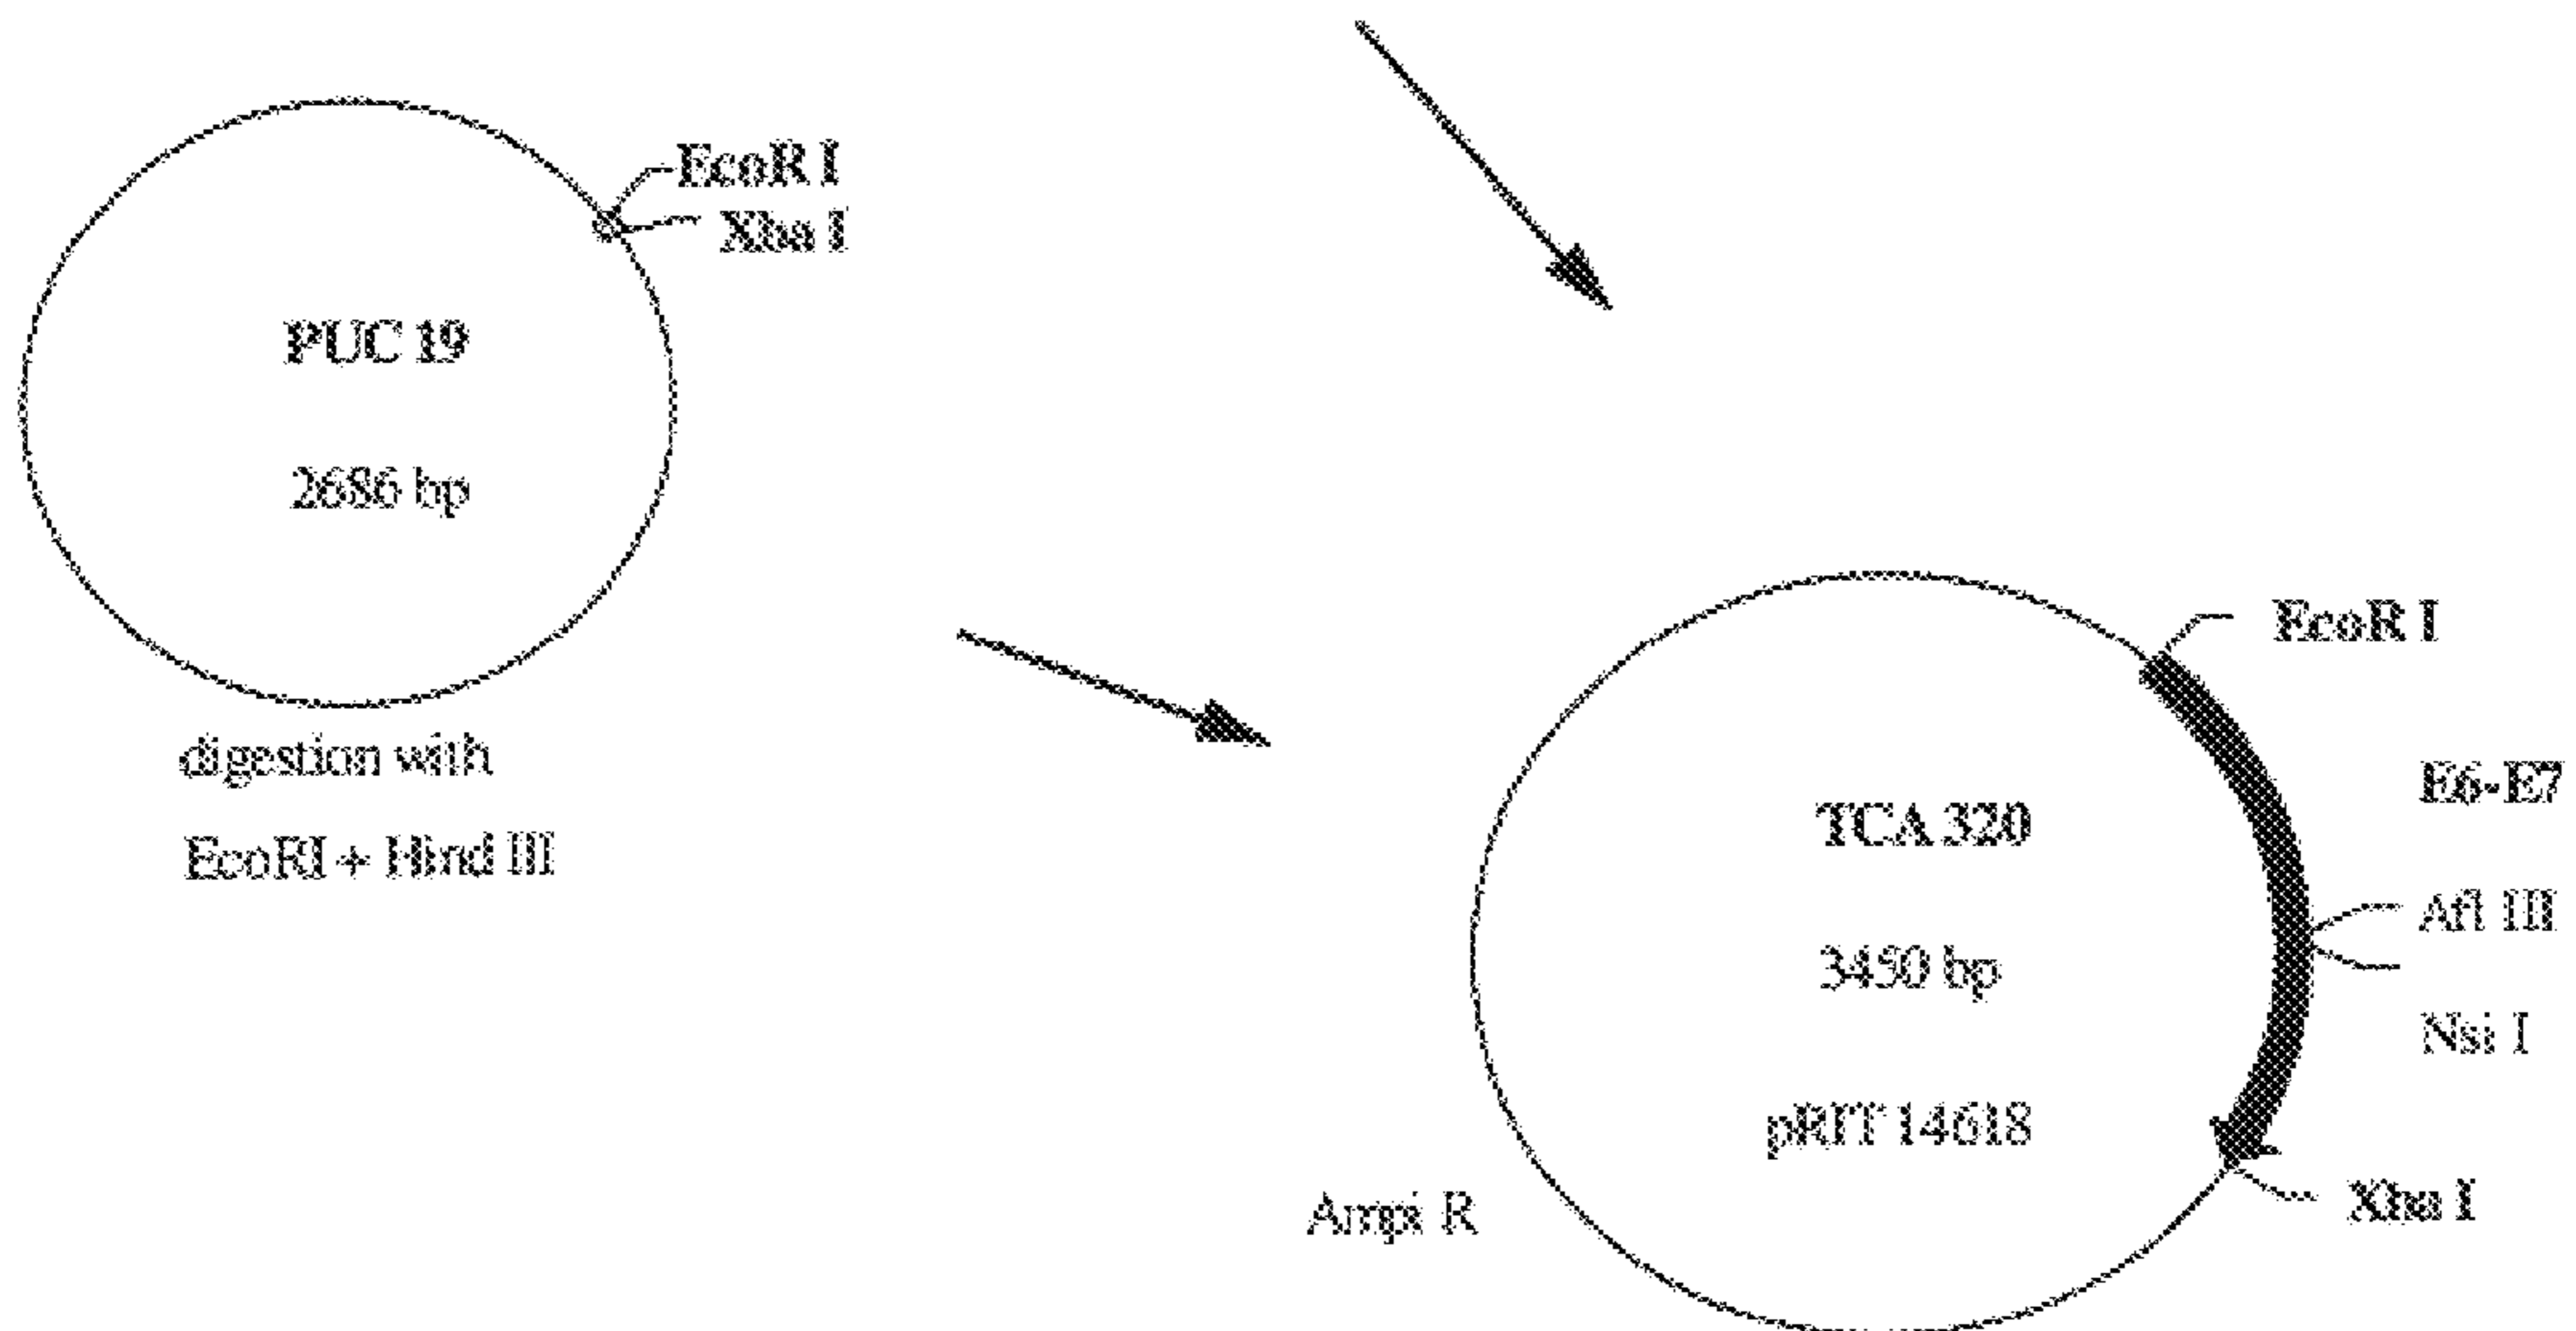 EcoR I
Xba I
PUC 19
2686 bp
digestion with
EcoRI + Hind III
EcoR I
E6-E7
TCA 320
Afl III
3450 bp
Nsi I
pRIT 14618
Ampi R
Xba I